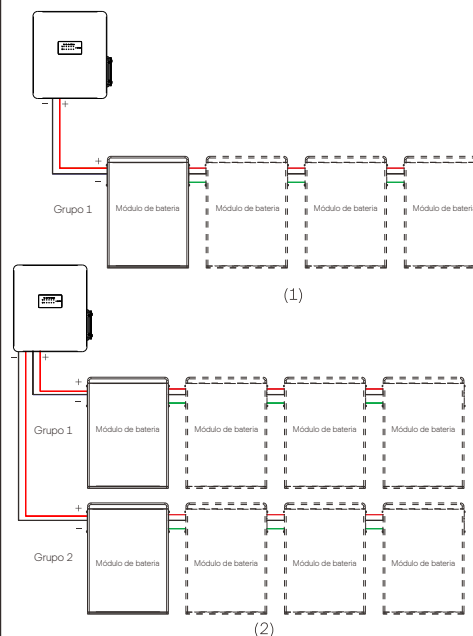 − +
+
−
Grupo 1
Módulo de bateria Módulo de bateria Módulo de bateria Módulo de bateria
(1)
− +
+
−
Grupo 1
Módulo de bateria Módulo de bateria Módulo de bateria Módulo de bateria
+
−
Grupo 2
Módulo de bateria Módulo de bateria Módulo de bateria Módulo de bateria
(2)